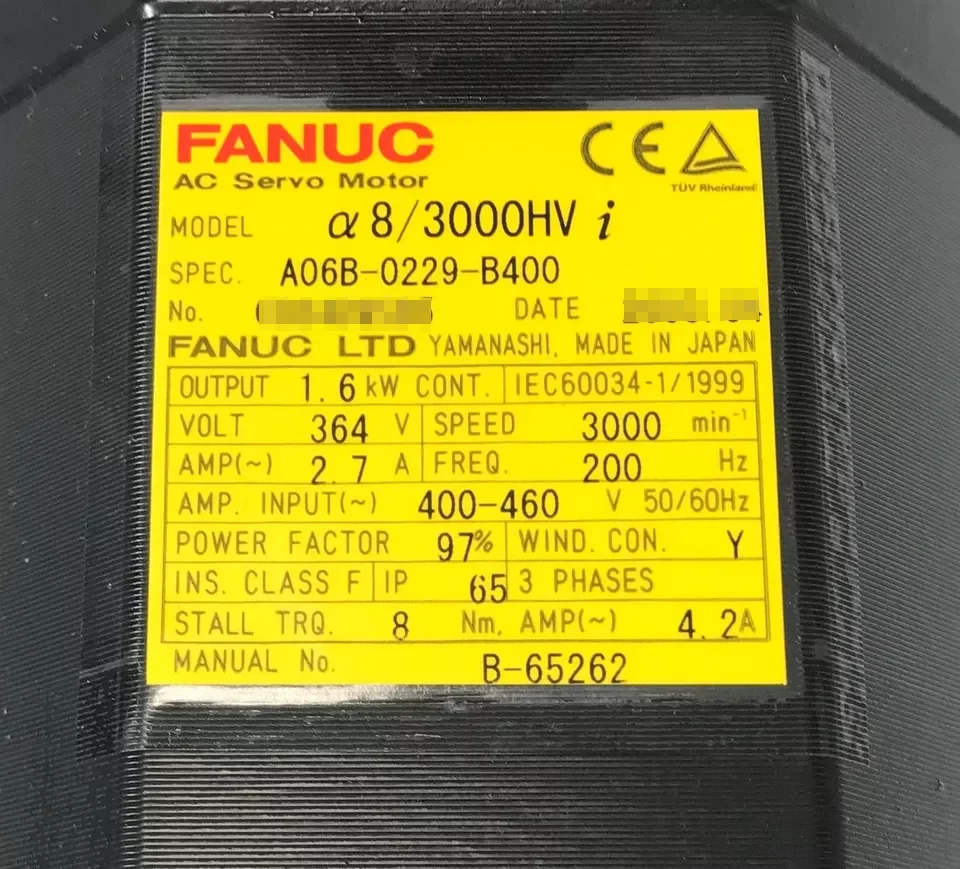 FANUC
CE
AC Servo Motor
TÜV Rheinland
MODEL α8/3000HV i
SPEC. A06B-0229-B400
No. DATE
FANUC LTD YAMANASHI, MADE IN JAPAN
OUTPUT 1.6 kW CONT. IEC60034-1/1999
VOLT 364 V SPEED 3000 min⁻¹
AMP(~) 2.7 A FREQ. 200 Hz
AMP. INPUT(~) 400-460 V 50/60Hz
POWER FACTOR 97% WIND. CON. Y
INS. CLASS F IP 65 3 PHASES
STALL TRQ. 8 Nm, AMP(~) 4.2A
MANUAL No. B-65262